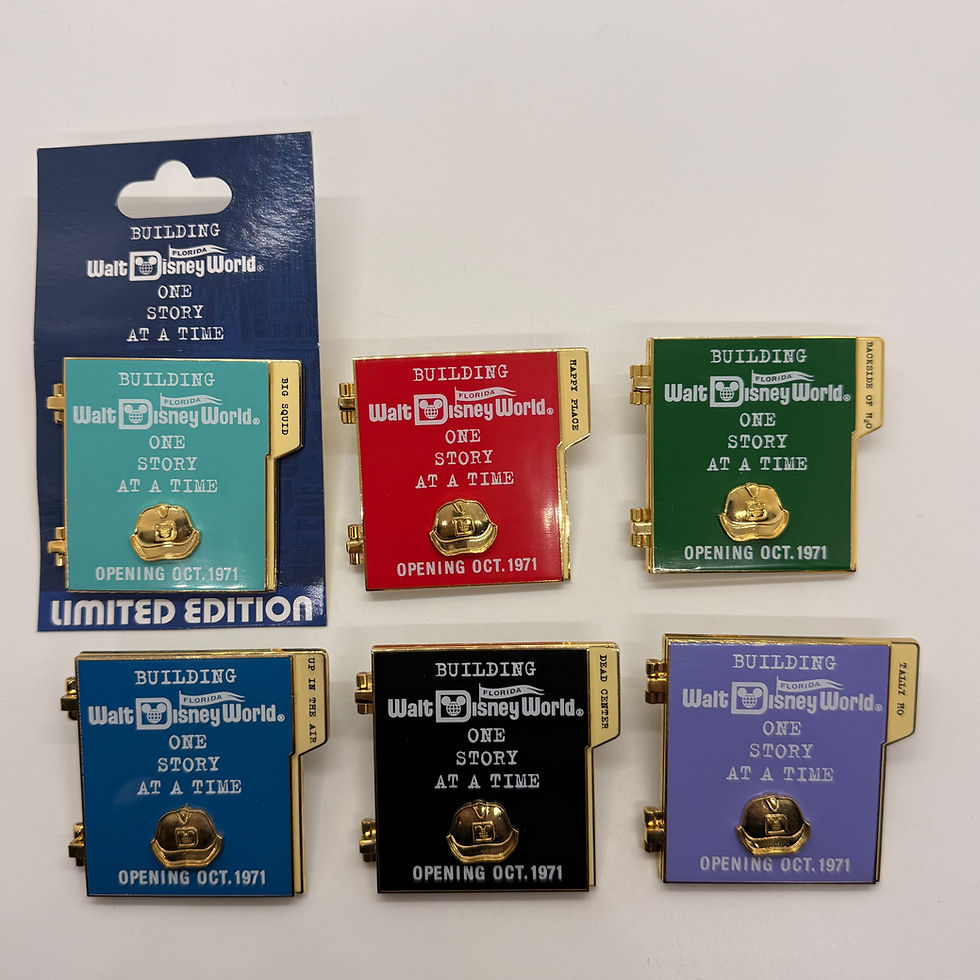 BUILDING
FLORIDA
Walt Disney World®
ONE
STORY
AT A TIME
BUILDING
FLORIDA
Walt Disney World®
ONE
STORY
AT A TIME
OPENING OCT. 1971
BIG SQUID
LIMITED EDITION
BUILDING
FLORIDA
Walt Disney World®
ONE
STORY
AT A TIME
OPENING OCT. 1971
HAPPY PLACE
BUILDING
FLORIDA
Walt Disney World®
ONE
STORY
AT A TIME
OPENING OCT. 1971
BACKSIDE OF H₂O
BUILDING
FLORIDA
Walt Disney World®
ONE
STORY
AT A TIME
OPENING OCT. 1971
UP IN THE AIR
BUILDING
FLORIDA
Walt Disney World®
ONE
STORY
AT A TIME
OPENING OCT. 1971
DEAD CENTER
BUILDING
FLORIDA
Walt Disney World®
ONE
STORY
AT A TIME
OPENING OCT. 1971
TALLY HO